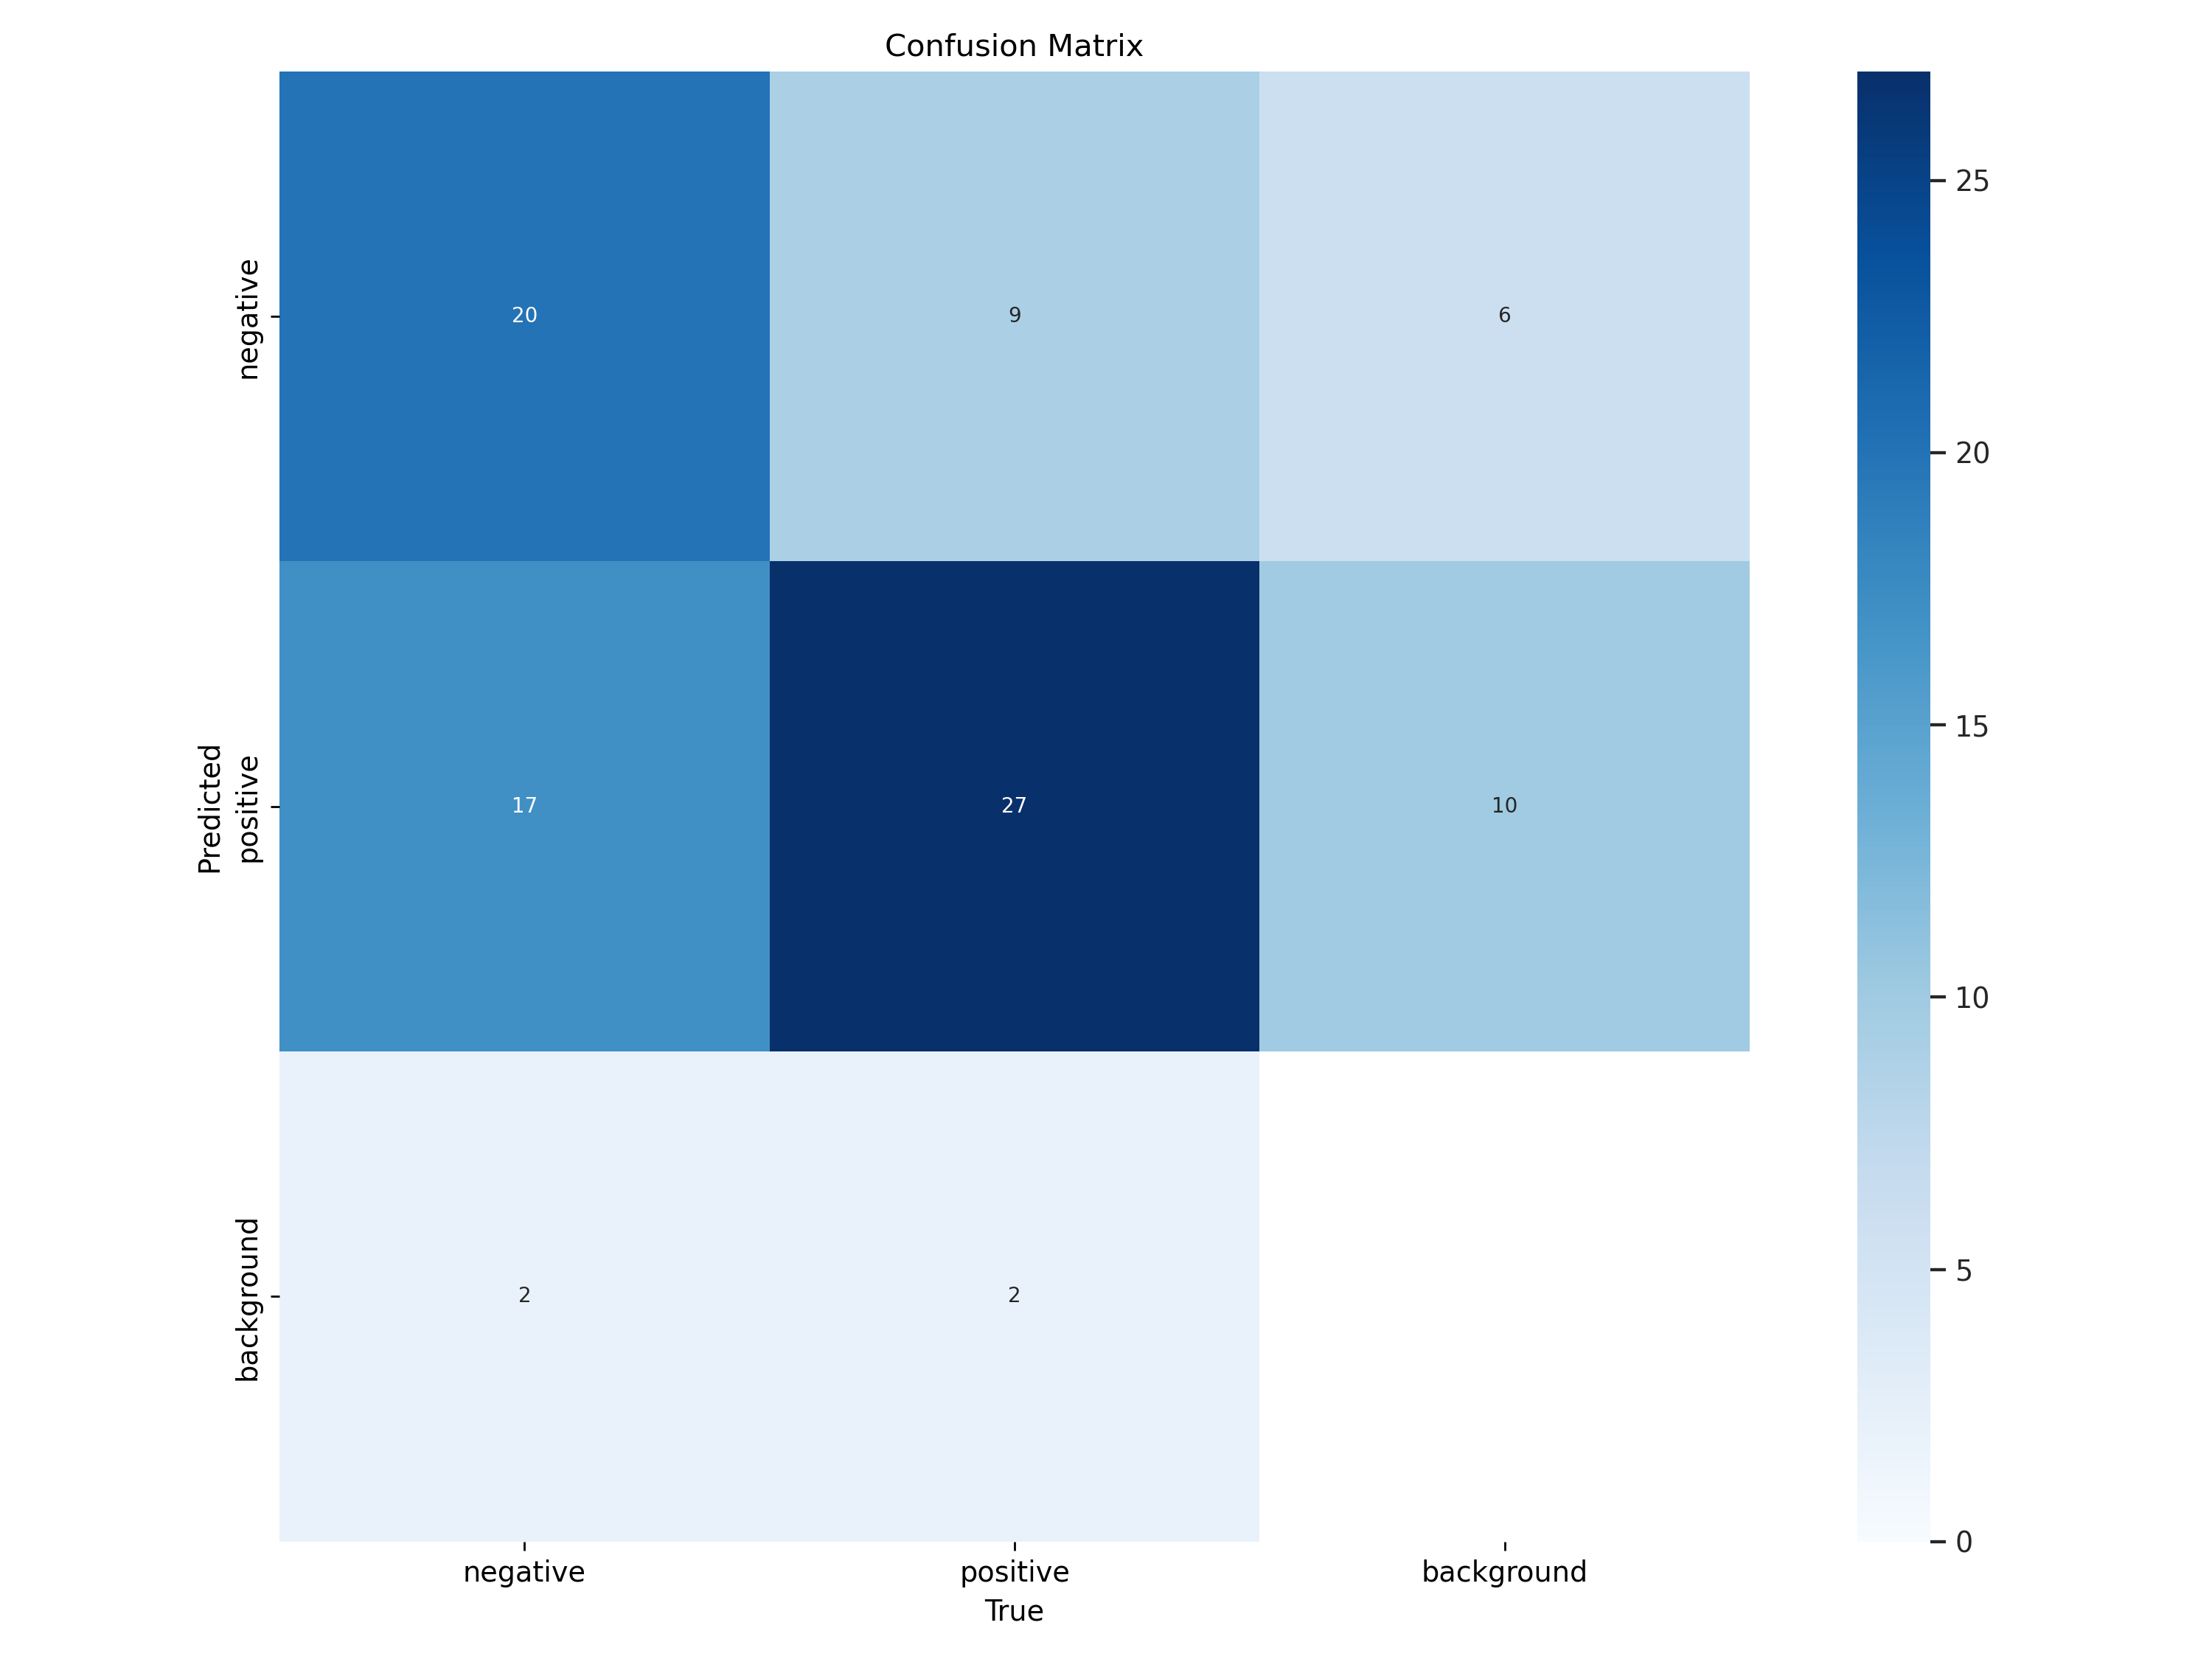 Confusion Matrix
negative
20
9
6
25
20
15
10
5
0
Predicted
positive
17
27
10
background
2
2
negative
positive
background
True